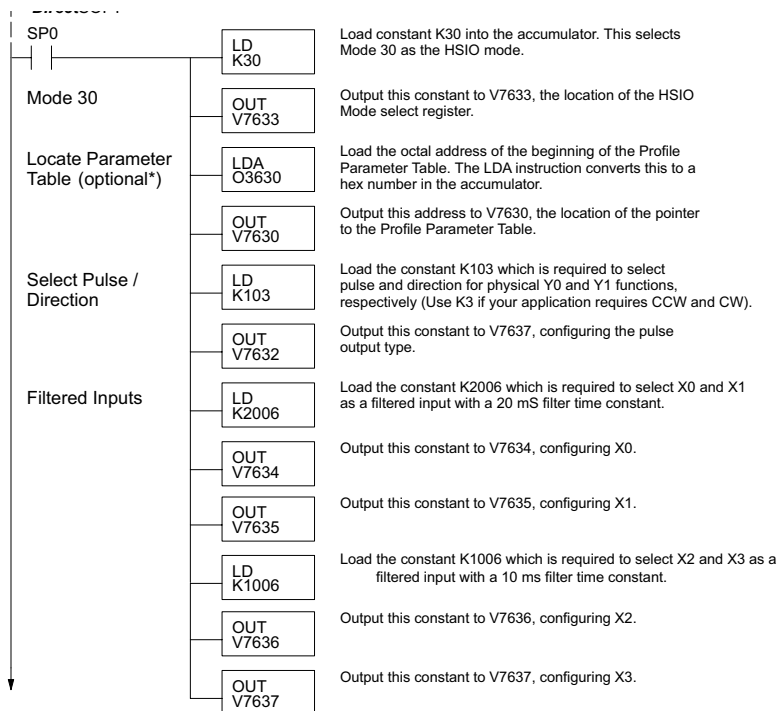 SP0
LD
K30
Load constant K30 into the accumulator. This selects
Mode 30 as the HSIO mode.
Mode 30
OUT
V7633
Output this constant to V7633, the location of the HSIO
Mode select register.
Locate Parameter
Table (optional*)
LDA
O3630
Load the octal address of the beginning of the Profile
Parameter Table. The LDA instruction converts this to a
hex number in the accumulator.
OUT
V7630
Output this address to V7630, the location of the pointer
to the Profile Parameter Table.
Select Pulse /
Direction
LD
K103
Load the constant K103 which is required to select
pulse and direction for physical Y0 and Y1 functions,
respectively (Use K3 if your application requires CCW and CW).
OUT
V7632
Output this constant to V7637, configuring the pulse
output type.
Filtered Inputs
LD
K2006
Load the constant K2006 which is required to select X0 and X1
as a filtered input with a 20 mS filter time constant.
OUT
V7634
Output this constant to V7634, configuring X0.
OUT
V7635
Output this constant to V7635, configuring X1.
LD
K1006
Load the constant K1006 which is required to select X2 and X3 as a
filtered input with a 10 ms filter time constant.
OUT
V7636
Output this constant to V7636, configuring X2.
OUT
V7637
Output this constant to V7637, configuring X3.